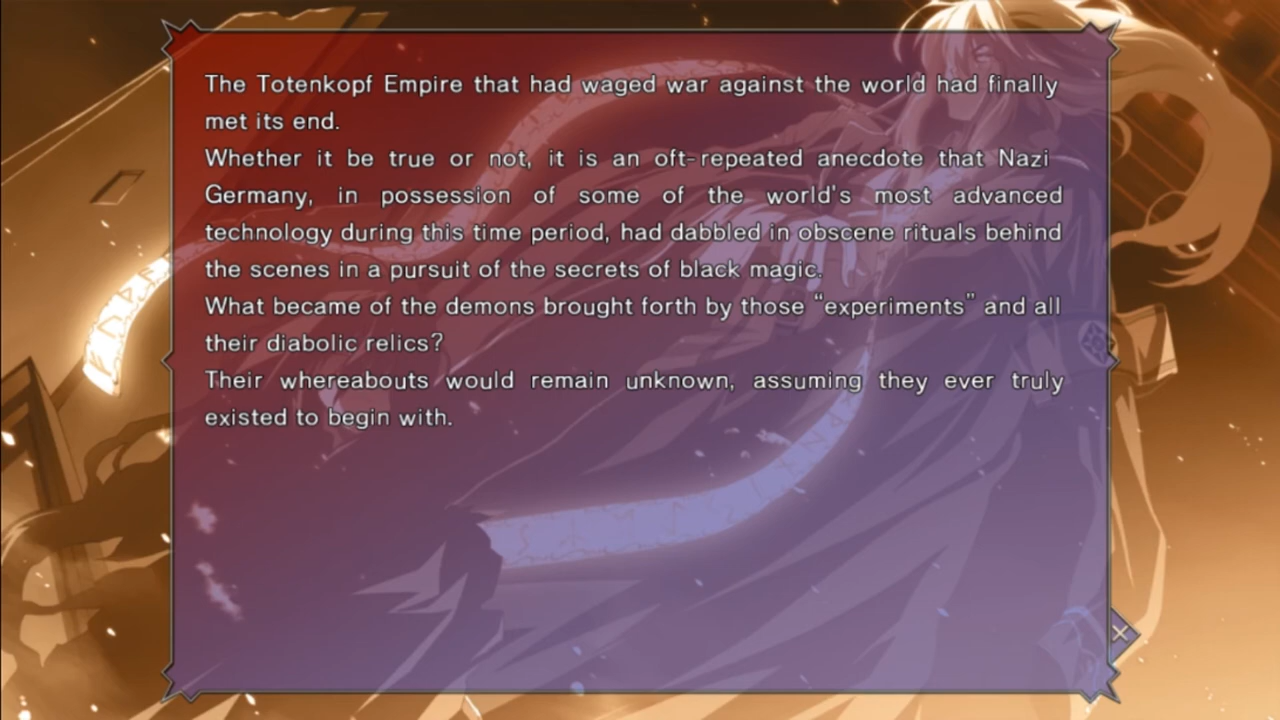 The Totenkopf Empire that had waged war against the world had finally
met its end.
Whether it be true or not, it is an oft-repeated anecdote that Nazi
Germany, in possession of some of the world's most advanced
technology during this time period, had dabbled in obscene rituals behind
the scenes in a pursuit of the secrets of black magic.
What became of the demons brought forth by those “experiments” and all
their diabolic relics?
Their whereabouts would remain unknown, assuming they ever truly
existed to begin with.